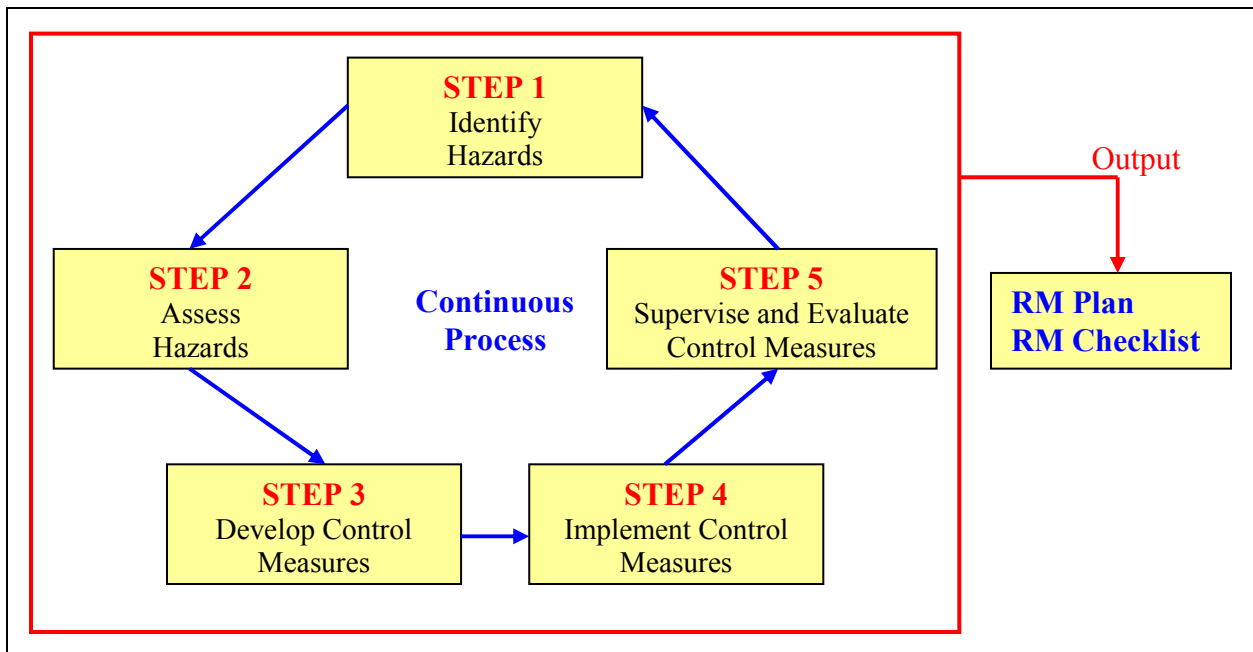 STEP 1
Identify
Hazards
Output
STEP 2
Assess
Hazards
Continuous
Process
STEP 5
Supervise and Evaluate
Control Measures
RM Plan
RM Checklist
STEP 3
Develop Control
Measures
STEP 4
Implement Control
Measures